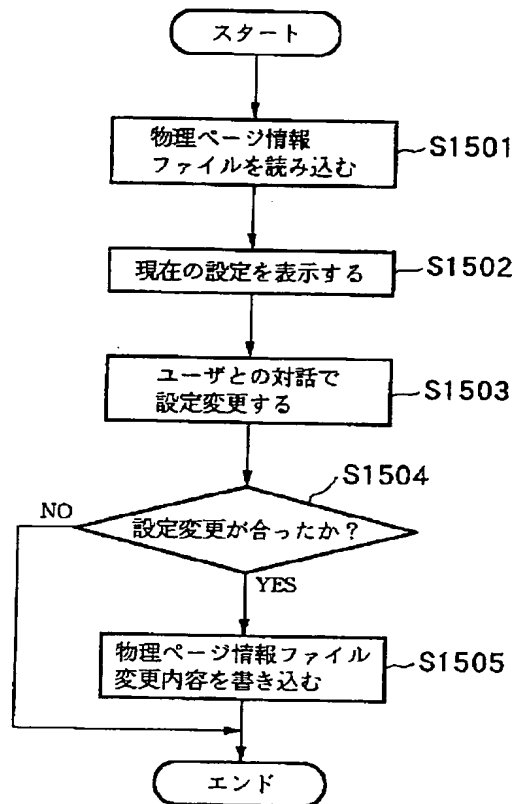 スタート
物理ページ情報
ファイルを読み込む
S1501
現在の設定を表示する
S1502
ユーザとの対話で
設定変更する
S1503
S1504
NO
設定変更が合ったか？
YES
物理ページ情報ファイル
変更内容を書き込む
S1505
エンド